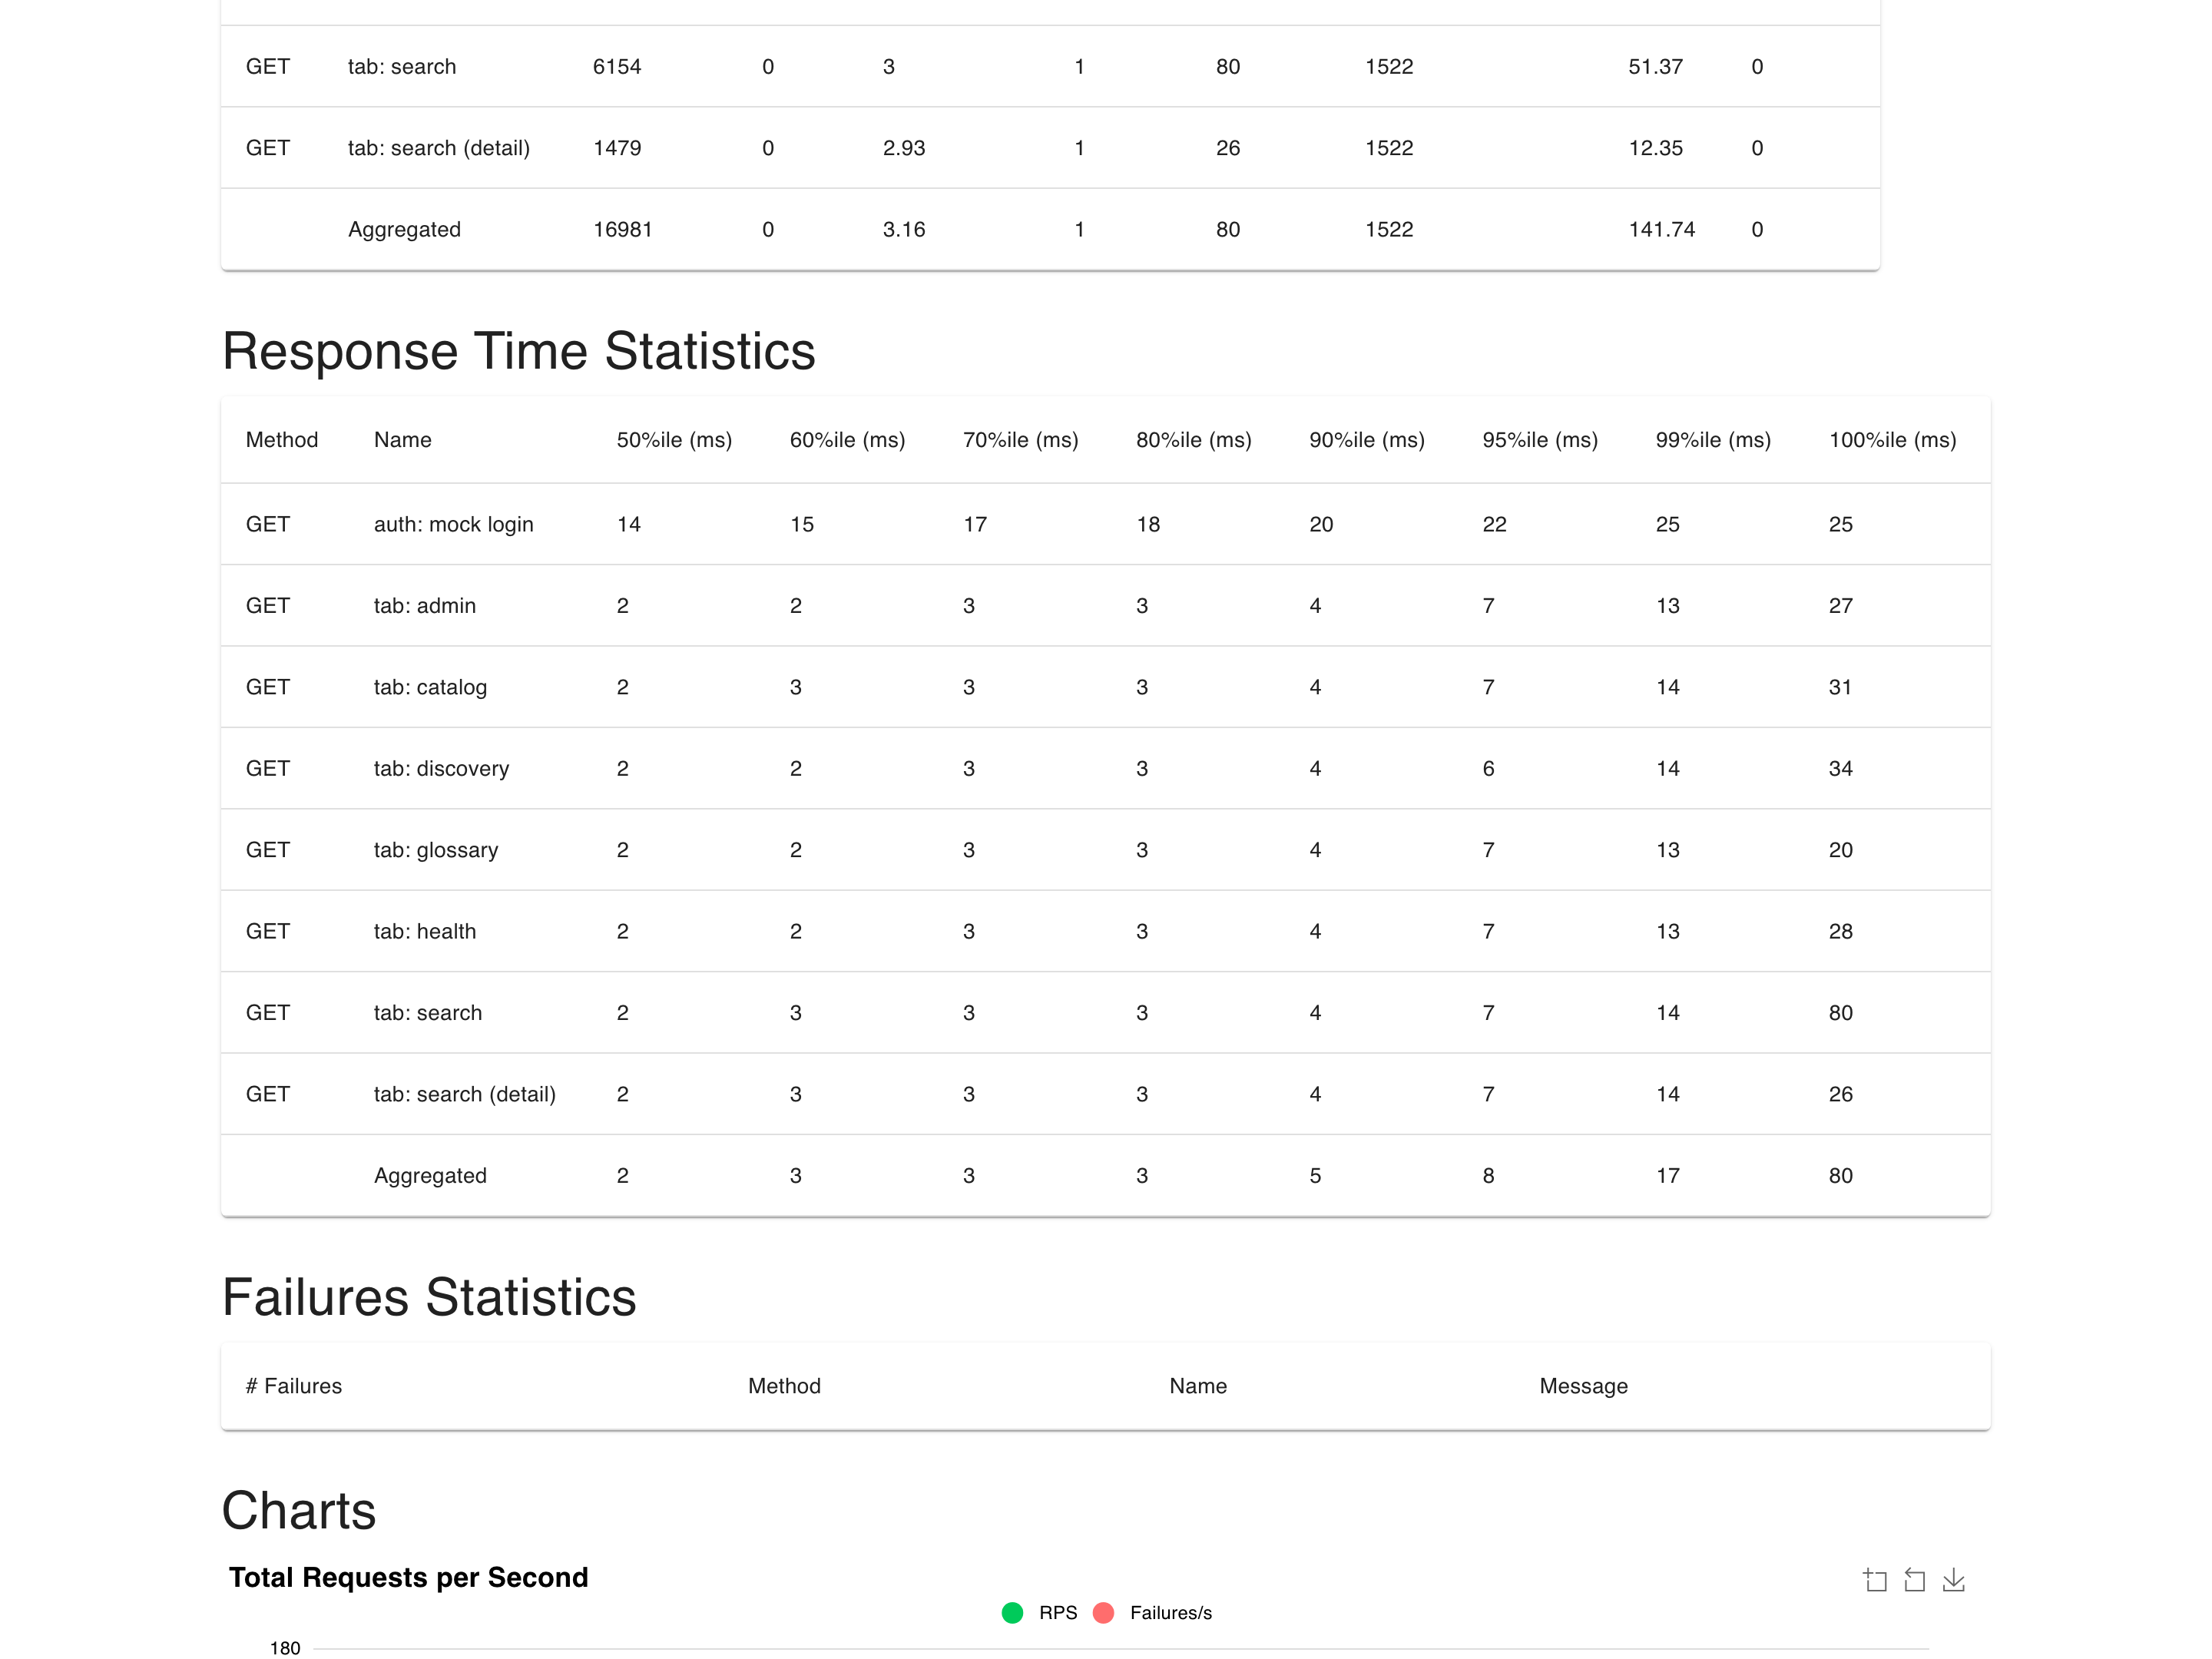 GET tab: search 6154 0 3 1 80 1522 51.37 0
GET tab: search (detail) 1479 0 2.93 1 26 1522 12.35 0
Aggregated 16981 0 3.16 1 80 1522 141.74 0
Response Time Statistics
Method Name 50%ile (ms) 60%ile (ms) 70%ile (ms) 80%ile (ms) 90%ile (ms) 95%ile (ms) 99%ile (ms) 100%ile (ms)
GET auth: mock login 14 15 17 18 20 22 25 25
GET tab: admin 2 2 3 3 4 7 13 27
GET tab: catalog 2 3 3 3 4 7 14 31
GET tab: discovery 2 2 3 3 4 6 14 34
GET tab: glossary 2 2 3 3 4 7 13 20
GET tab: health 2 2 3 3 4 7 13 28
GET tab: search 2 3 3 3 4 7 14 80
GET tab: search (detail) 2 3 3 3 4 7 14 26
Aggregated 2 3 3 3 5 8 17 80
Failures Statistics
# Failures Method Name Message
Charts
Total Requests per Second
RPS Failures/s
180